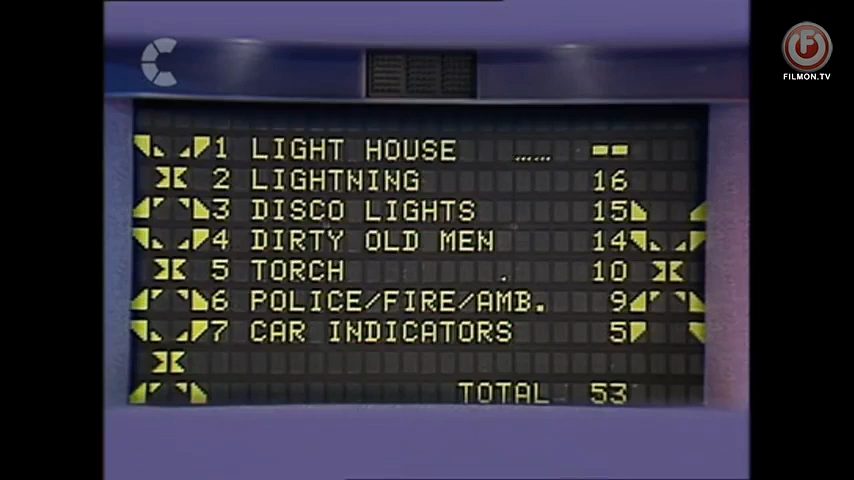 FILMON.TV
1 LIGHT HOUSE ...... --
2 LIGHTNING 16
3 DISCO LIGHTS 15
4 DIRTY OLD MEN 14
5 TORCH 10
6 POLICE/FIRE/AMB. 9
7 CAR INDICATORS 5
TOTAL 53